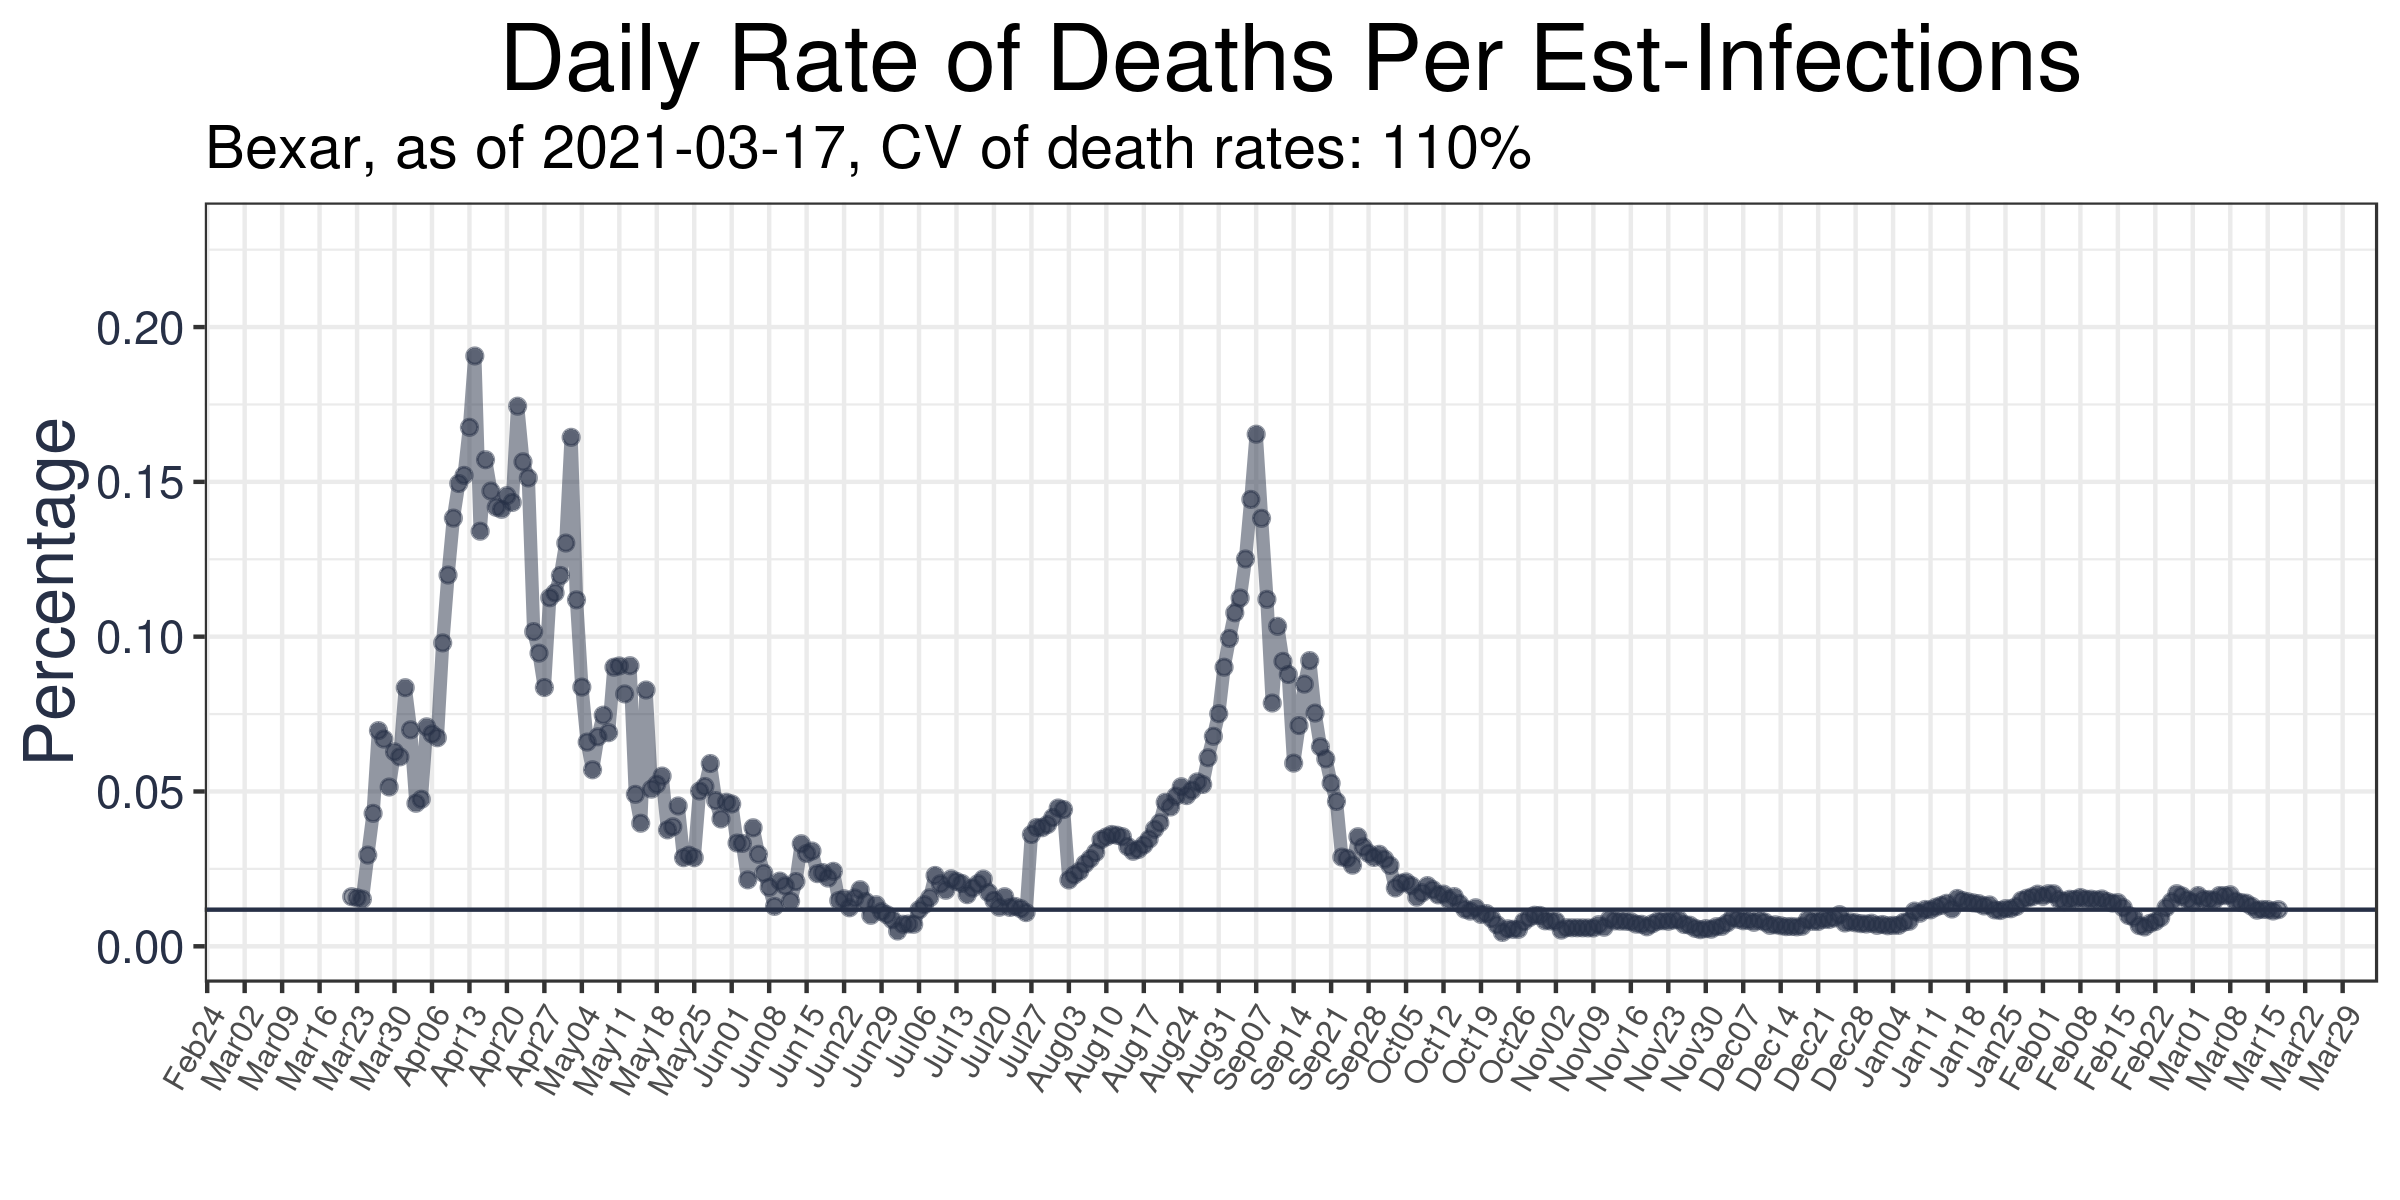 Daily Rate of Deaths Per Est-Infections
Bexar, as of 2021-03-17, CV of death rates: 110%
Percentage
0.20
0.15
0.10
0.05
0.00
Feb24
Mar02
Mar09
Mar16
Mar23
Mar30
Apr06
Apr13
Apr20
Apr27
May04
May11
May18
May25
Jun01
Jun08
Jun15
Jun22
Jun29
Jul06
Jul13
Jul20
Jul27
Aug03
Aug10
Aug17
Aug24
Aug31
Sep07
Sep14
Sep21
Sep28
Oct05
Oct12
Oct19
Oct26
Nov02
Nov09
Nov16
Nov23
Nov30
Dec07
Dec14
Dec21
Dec28
Jan04
Jan11
Jan18
Jan25
Feb01
Feb08
Feb15
Feb22
Mar01
Mar08
Mar15
Mar22
Mar29